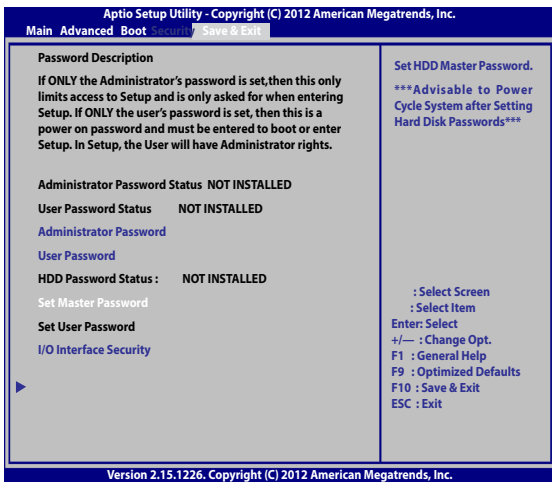 Aptio Setup Utility - Copyright (C) 2012 American Megatrends, Inc.
Main Advanced Boot Security Save & Exit
Password Description
If ONLY the Administrator's password is set,then this only
limits access to Setup and is only asked for when entering
Setup. If ONLY the user's password is set, then this is a
power on password and must be entered to boot or enter
Setup. In Setup, the User will have Administrator rights.
Administrator Password Status NOT INSTALLED
User Password Status NOT INSTALLED
Administrator Password
User Password
HDD Password Status : NOT INSTALLED
Set Master Password
Set User Password
I/O Interface Security
Set HDD Master Password.
***Advisable to Power
Cycle System after Setting
Hard Disk Passwords***
: Select Screen
: Select Item
Enter: Select
+/— : Change Opt.
F1 : General Help
F9 : Optimized Defaults
F10 : Save & Exit
ESC : Exit
Version 2.15.1226. Copyright (C) 2012 American Megatrends, Inc.